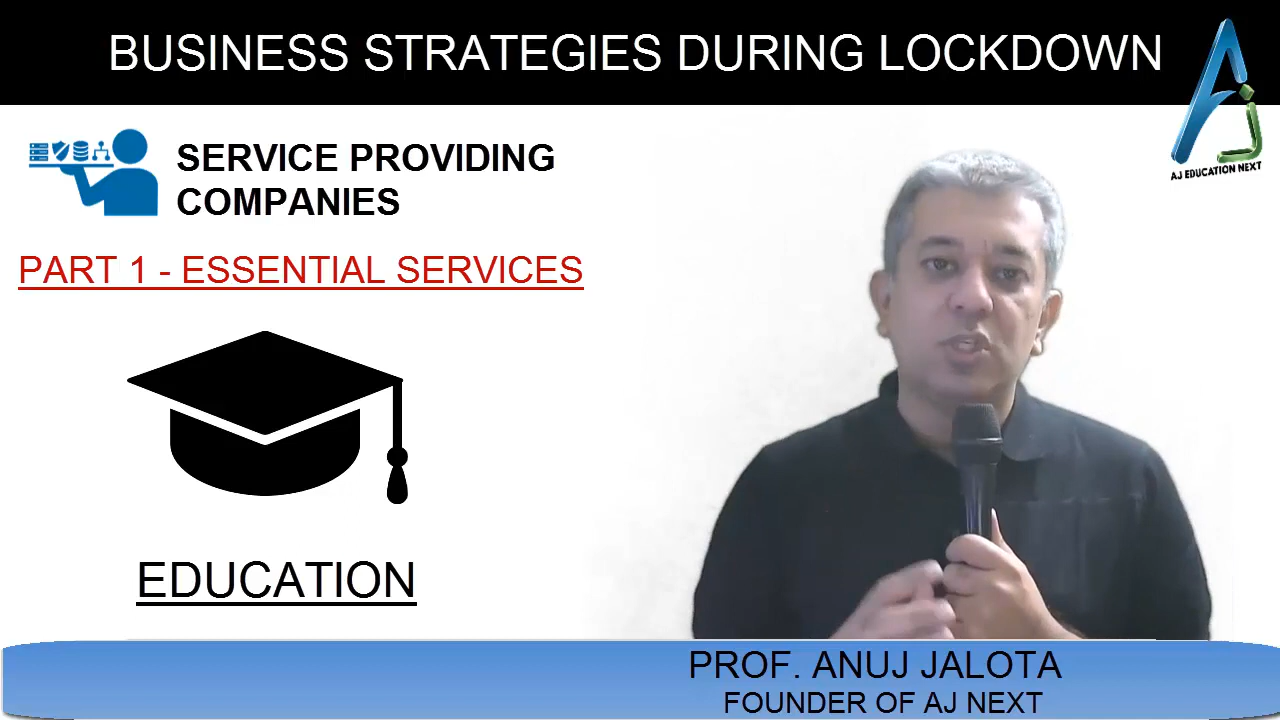 BUSINESS STRATEGIES DURING LOCKDOWN
AJ EDUCATION NEXT
SERVICE PROVIDING
COMPANIES
PART 1 - ESSENTIAL SERVICES
EDUCATION
PROF. ANUJ JALOTA
FOUNDER OF AJ NEXT